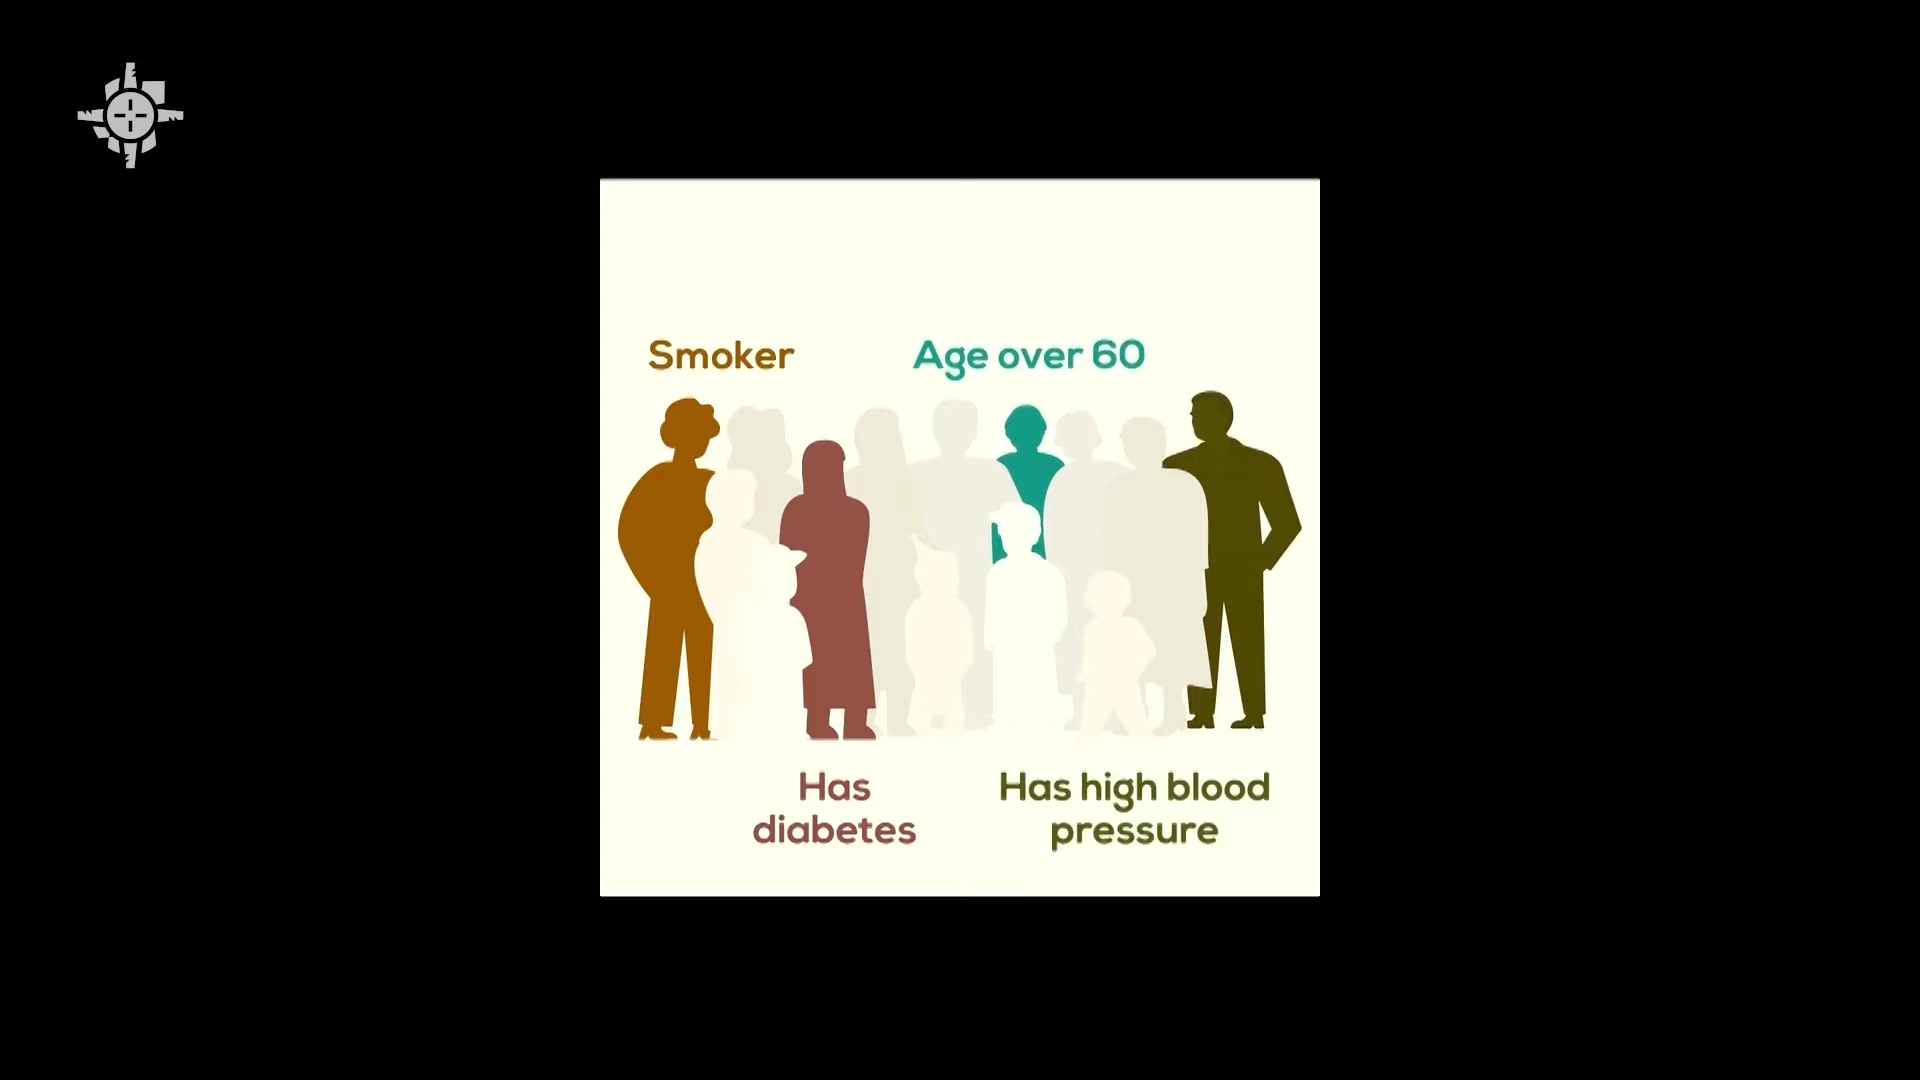 Smoker
Age over 60
Has
diabetes
Has high blood
pressure